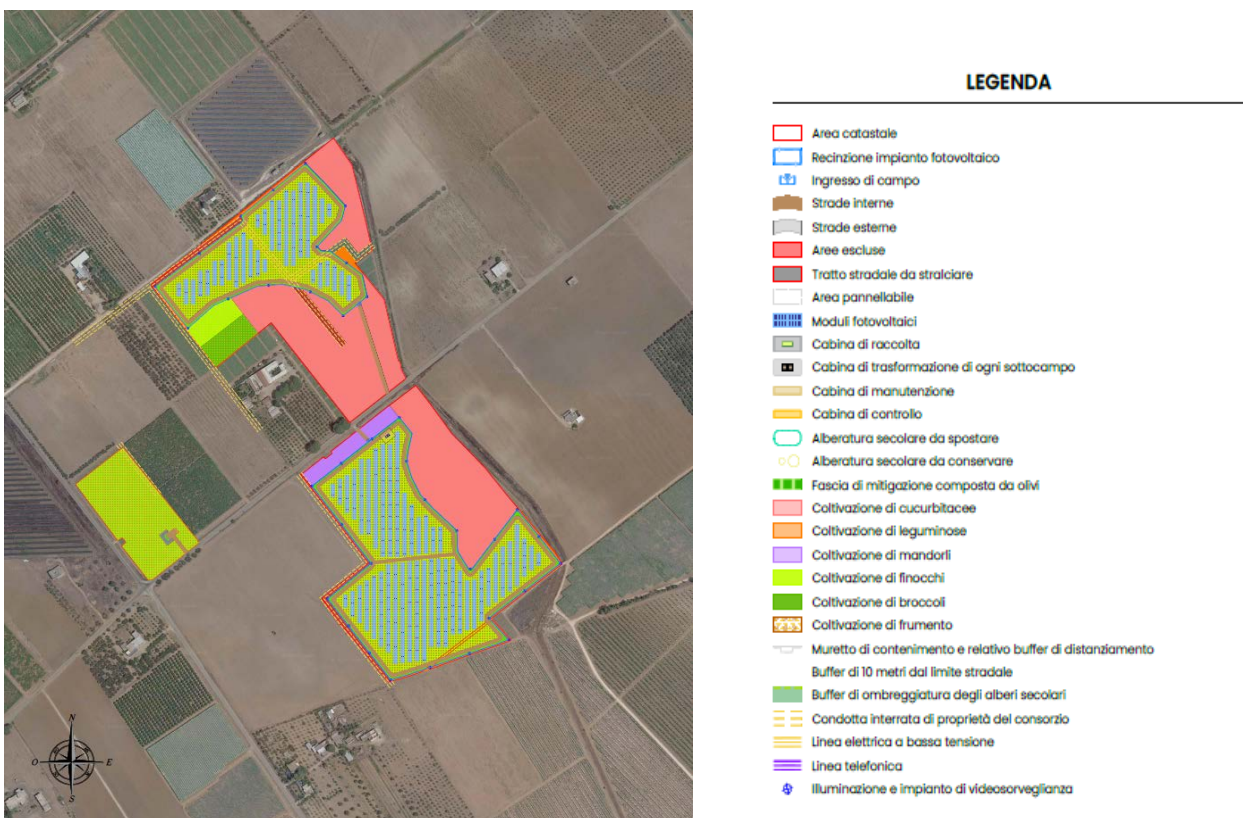 LEGENDA
Area catastale
Recinzione impianto fotovoltaico
Ingresso di campo
Strade interne
Strade esterne
Aree escluse
Tratto stradale da stralciare
Area pannellabile
Moduli fotovoltaici
Cabina di raccolta
Cabina di trasformazione di ogni sottocampo
Cabina di manutenzione
Cabina di controllo
Alberatura secolare da spostare
Alberatura secolare da conservare
Fascia di mitigazione composta da olivi
Coltivazione di cucurbitacee
Coltivazione di leguminose
Coltivazione di mandorli
Coltivazione di finocchi
Coltivazione di broccoli
Coltivazione di frumento
Muretto di contenimento e relativo buffer di distanziamento
Buffer di 10 metri dal limite stradale
Buffer di ombreggiatura degli alberi secolari
Condotta interrata di proprietà del consorzio
Linea elettrica a bassa tensione
Linea telefonica
Illuminazione e impianto di videosorveglianza
N
O E
S